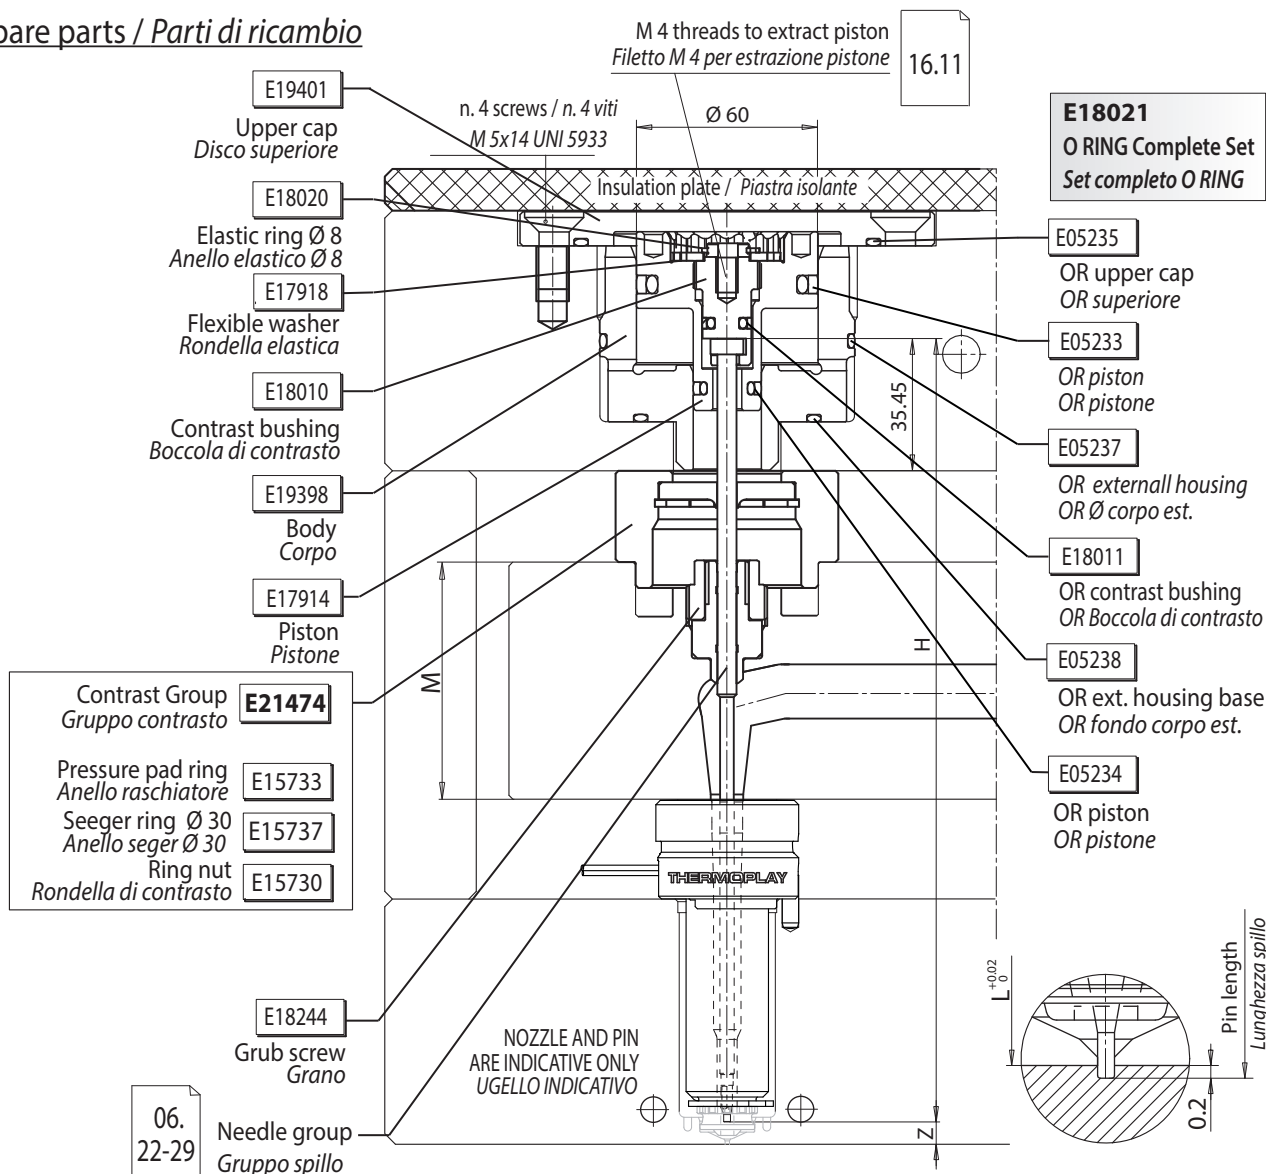 pare parts / Parti di ricambio
M 4 threads to extract piston
Filetto M 4 per estrazione pistone
16.11
E19401
Upper cap
Disco superiore
n. 4 screws / n. 4 viti
M 5x14 UNI 5933
Ø 60
E18021
O RING Complete Set
Set completo O RING
Insulation plate / Piastra isolante
E18020
Elastic ring Ø 8
Anello elastico Ø 8
E17918
Flexible washer
Rondella elastica
E18010
Contrast bushing
Boccola di contrasto
E19398
Body
Corpo
E17914
Piston
Pistone
Contrast Group
Gruppo contrasto
E21474
Pressure pad ring
Anello raschiatore
E15733
Seeger ring Ø 30
Anello seger Ø 30
E15737
Ring nut
Rondella di contrasto
E15730
E18244
Grub screw
Grano
06.
22-29
Needle group
Gruppo spillo
E05235
OR upper cap
OR superiore
E05233
OR piston
OR pistone
E05237
OR externall housing
OR Ø corpo est.
E18011
OR contrast bushing
OR Boccola di contrasto
E05238
OR ext. housing base
OR fondo corpo est.
E05234
OR piston
OR pistone
35.45
H
M
THERMOPLAY
NOZZLE AND PIN
ARE INDICATIVE ONLY
UGELLO INDICATIVO
Z
L +0.02 0
Pin length
Lunghezza spillo
0.2